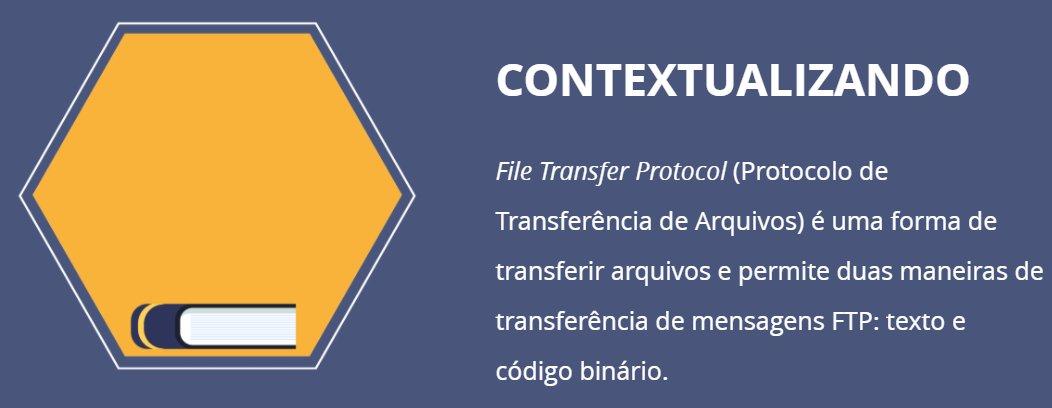 CONTEXTUALIZANDO
File Transfer Protocol (Protocolo de
Transferência de Arquivos) é uma forma de
transferir arquivos e permite duas maneiras de
transferência de mensagens FTP: texto e
código binário.